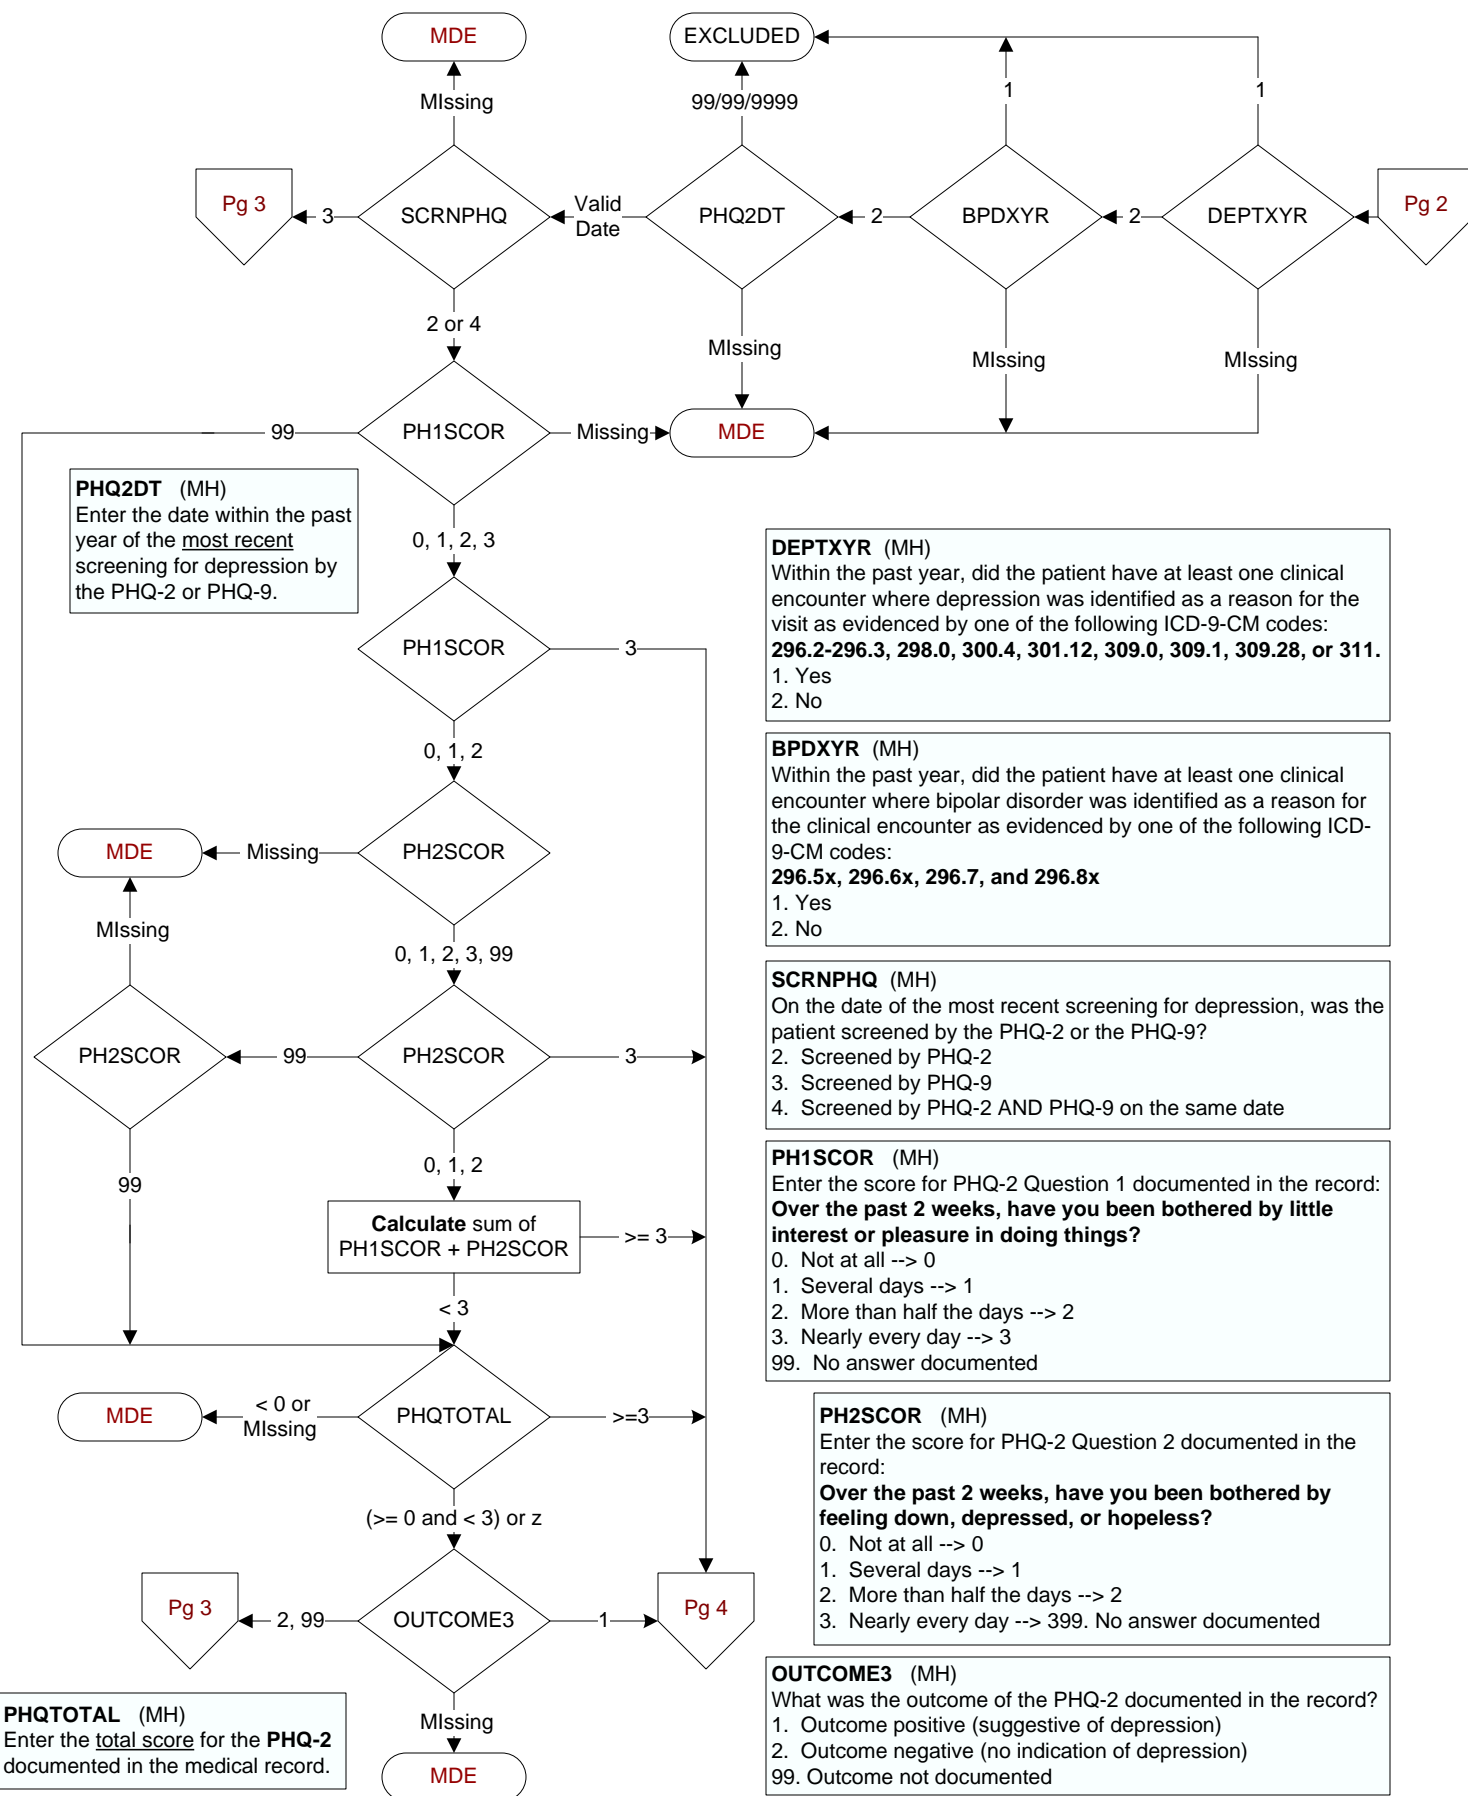 MDE
EXCLUDED
MIssing
99/99/9999
1
1
Pg 3
3
SCRNPHQ
Valid
Date
PHQ2DT
2
BPDXYR
2
DEPTXYR
Pg 2
2 or 4
MIssing
MIssing
MIssing
99
PH1SCOR
Missing
MDE
PHQ2DT (MH)
Enter the date within the past
year of the most recent
screening for depression by
the PHQ-2 or PHQ-9.
0, 1, 2, 3
PH1SCOR
3
0, 1, 2
MDE
Missing
PH2SCOR
MIssing
0, 1, 2, 3, 99
PH2SCOR
99
PH2SCOR
3
99
0, 1, 2
Calculate sum of
PH1SCOR + PH2SCOR
>= 3
< 3
MDE
< 0 or
MIssing
PHQTOTAL
>=3
(>= 0 and < 3) or z
Pg 3
2, 99
OUTCOME3
1
Pg 4
MIssing
MDE
PHQTOTAL (MH)
Enter the total score for the PHQ-2
documented in the medical record.
DEPTXYR (MH)
Within the past year, did the patient have at least one clinical
encounter where depression was identified as a reason for the
visit as evidenced by one of the following ICD-9-CM codes:
296.2-296.3, 298.0, 300.4, 301.12, 309.0, 309.1, 309.28, or 311.
1. Yes
2. No
BPDXYR (MH)
Within the past year, did the patient have at least one clinical
encounter where bipolar disorder was identified as a reason for
the clinical encounter as evidenced by one of the following ICD-
9-CM codes:
296.5x, 296.6x, 296.7, and 296.8x
1. Yes
2. No
SCRNPHQ (MH)
On the date of the most recent screening for depression, was the
patient screened by the PHQ-2 or the PHQ-9?
2. Screened by PHQ-2
3. Screened by PHQ-9
4. Screened by PHQ-2 AND PHQ-9 on the same date
PH1SCOR (MH)
Enter the score for PHQ-2 Question 1 documented in the record:
Over the past 2 weeks, have you been bothered by little
interest or pleasure in doing things?
0. Not at all --> 0
1. Several days --> 1
2. More than half the days --> 2
3. Nearly every day --> 3
99. No answer documented
PH2SCOR (MH)
Enter the score for PHQ-2 Question 2 documented in the
record:
Over the past 2 weeks, have you been bothered by
feeling down, depressed, or hopeless?
0. Not at all --> 0
1. Several days --> 1
2. More than half the days --> 2
3. Nearly every day --> 399. No answer documented
OUTCOME3 (MH)
What was the outcome of the PHQ-2 documented in the record?
1. Outcome positive (suggestive of depression)
2. Outcome negative (no indication of depression)
99. Outcome not documented